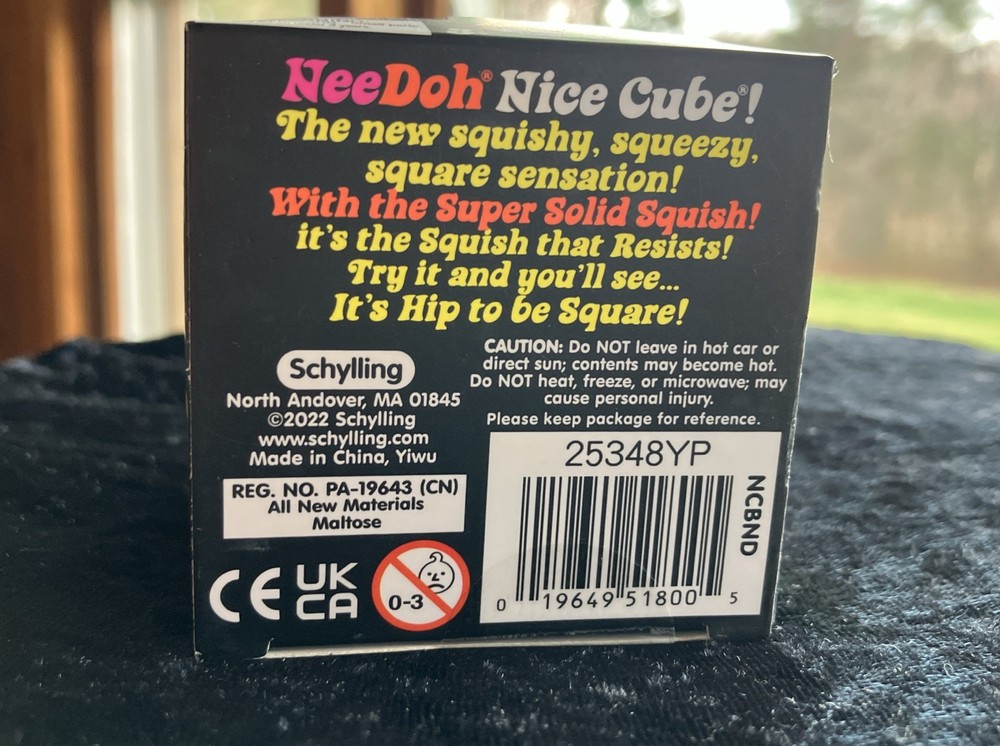 NeeDoh® Nice Cube®!
The new squishy, squeezy,
square sensation!
With the Super Solid Squish!
it's the Squish that Resists!
Try it and you'll see...
It's Hip to be Square!
Schylling
North Andover, MA 01845
©2022 Schylling
www.schylling.com
Made in China, Yiwu
REG. NO. PA-19643 (CN)
All New Materials
Maltose
CE UK
CA
0-3
CAUTION: Do NOT leave in hot car or
direct sun; contents may become hot.
Do NOT heat, freeze, or microwave; may
cause personal injury.
Please keep package for reference.
25348YP
NCBND
0 19649 51800 5